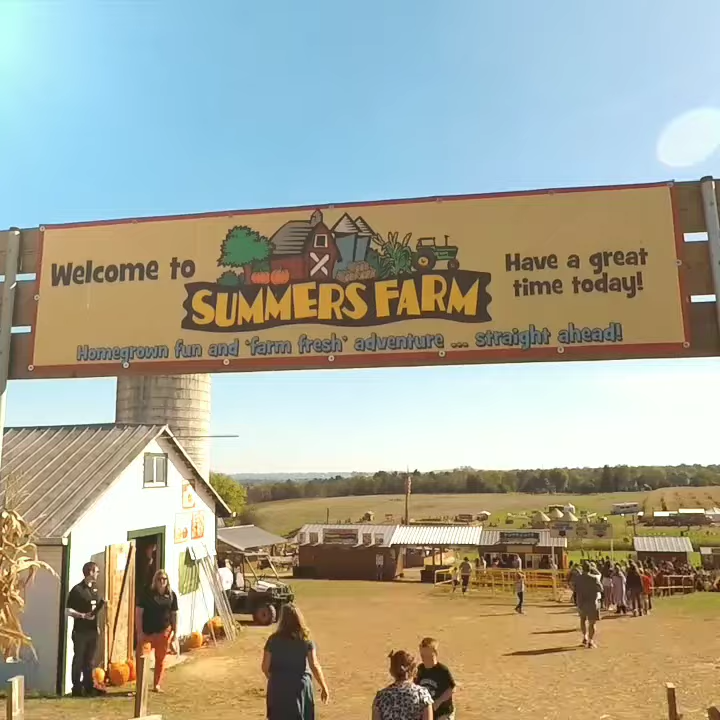 Welcome to
SUMMERS FARM
Have a great
time today!
Homegrown fun and 'farm fresh' adventure ... straight ahead!